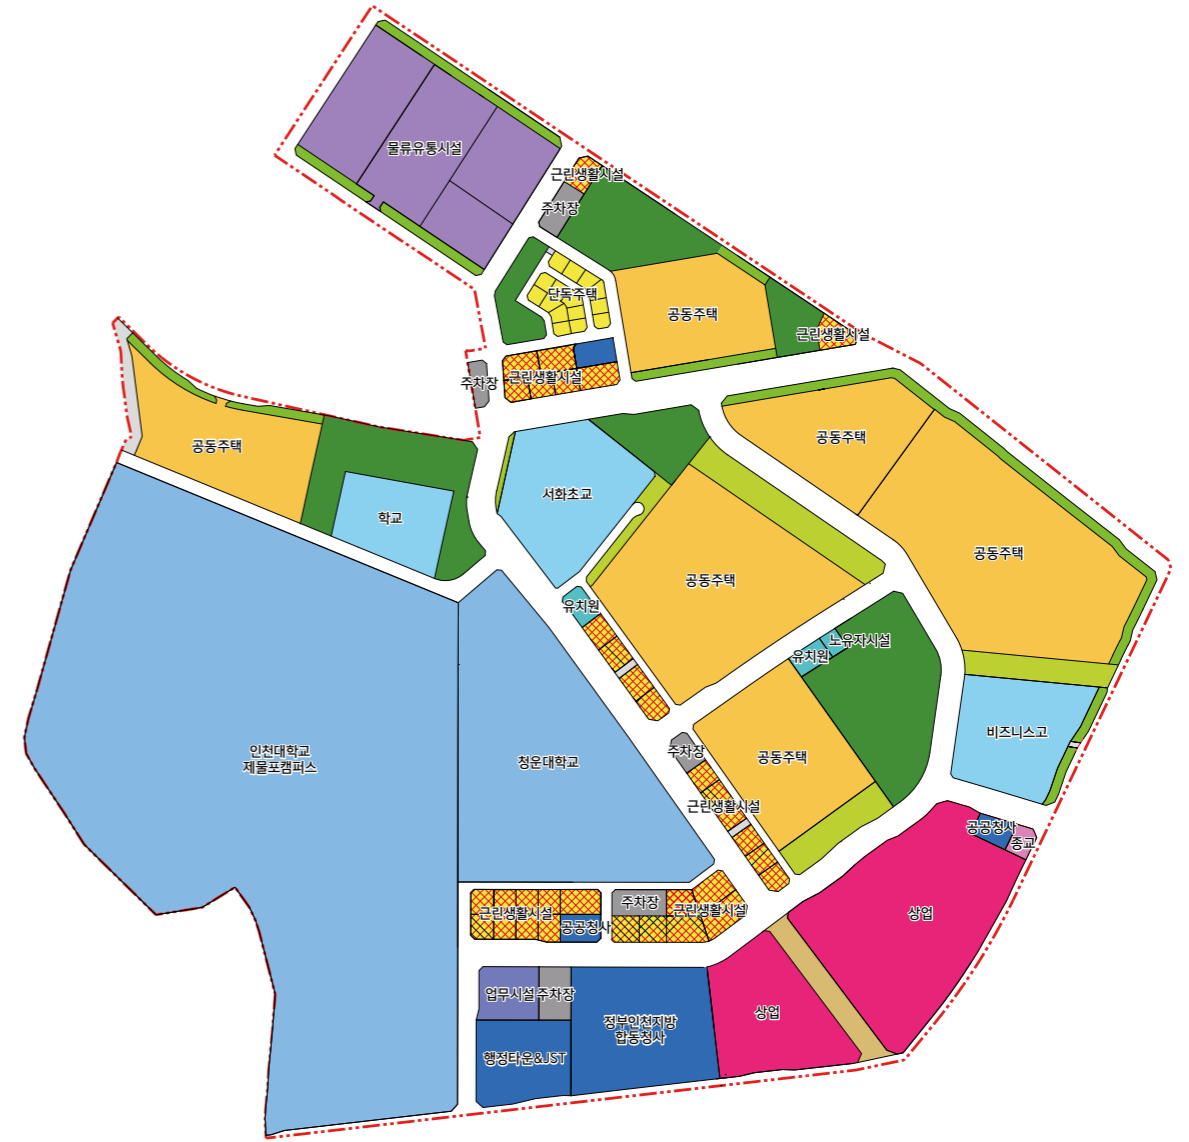 물류유통시설
근린생활시설
주차장
단독주택
공동주택
근린생활시설
주차장
근린생활시설
공동주택
공동주택
서화초교
학교
공동주택
공동주택
유치원
노유자시설
유치원
비즈니스고
인천대학교
제물포캠퍼스
청운대학교
주차장
공동주택
근린생활시설
공공청사
종교
주차장
근린생활시설
근린생활시설
공공청사
상업
업무시설
주차장
정부인천지방
합동청사
상업
행정타운&JST